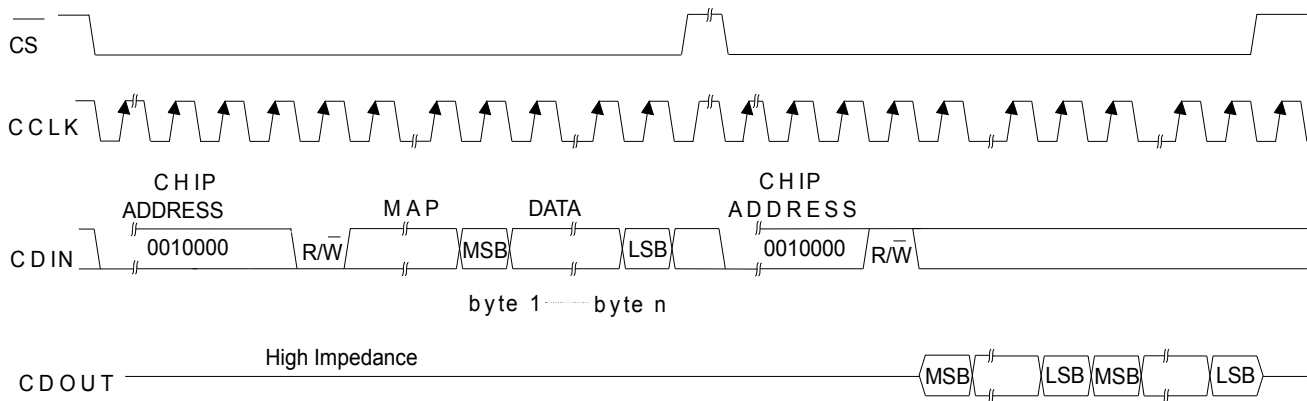 CS
CCLK
CHIP
ADDRESS
MAP
DATA
CHIP
ADDRESS
CDIN
0010000
R/W
MSB
LSB
0010000
R/W
byte 1
byte n
High Impedance
CDOUT
MSB
LSB
MSB
LSB